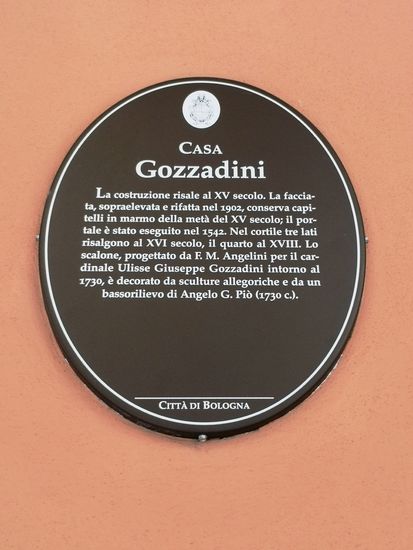 CASA
Gozzadini
La costruzione risale al XV secolo. La faccia-
ta, sopraelevata e rifatta nel 1902, conserva capi-
telli in marmo della metà del XV secolo; il por-
tale è stato eseguito nel 1542. Nel cortile tre lati
risalgono al XVI secolo, il quarto al XVIII. Lo
scalone, progettato da F. M. Angelini per il car-
dinale Ulisse Giuseppe Gozzadini intorno al
1730, è decorato da sculture allegoriche e da un
bassorilievo di Angelo G. Piò (1730 c.).
CITTÀ DI BOLOGNA